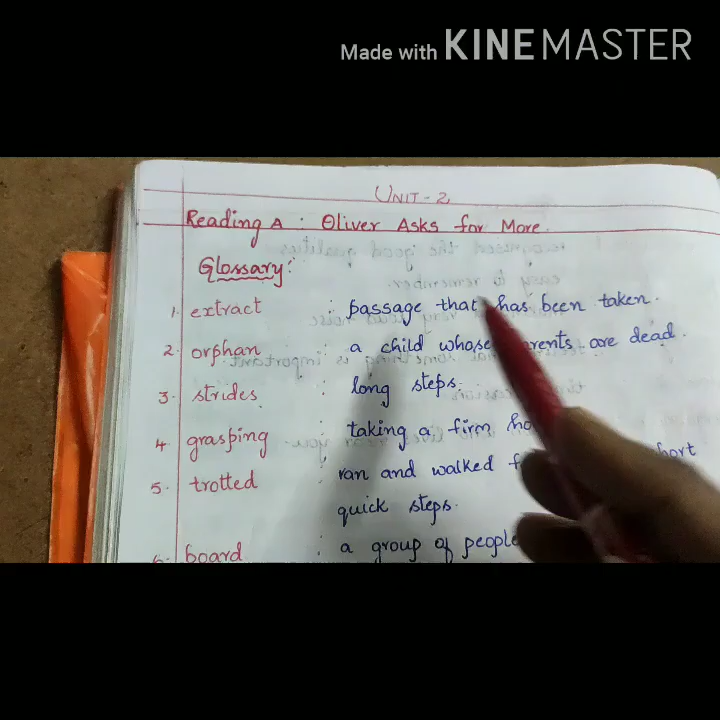 Made with KINEMASTER
UNIT-2
Reading A : Oliver Asks for More.
Glossary:
1. extract : passage that has been taken.
2. orphan : a child whose are dead.
3. strides : long steps.
4. grasping : taking a firm
5. trotted : ran and walked
quick steps.
6. board : a group of people